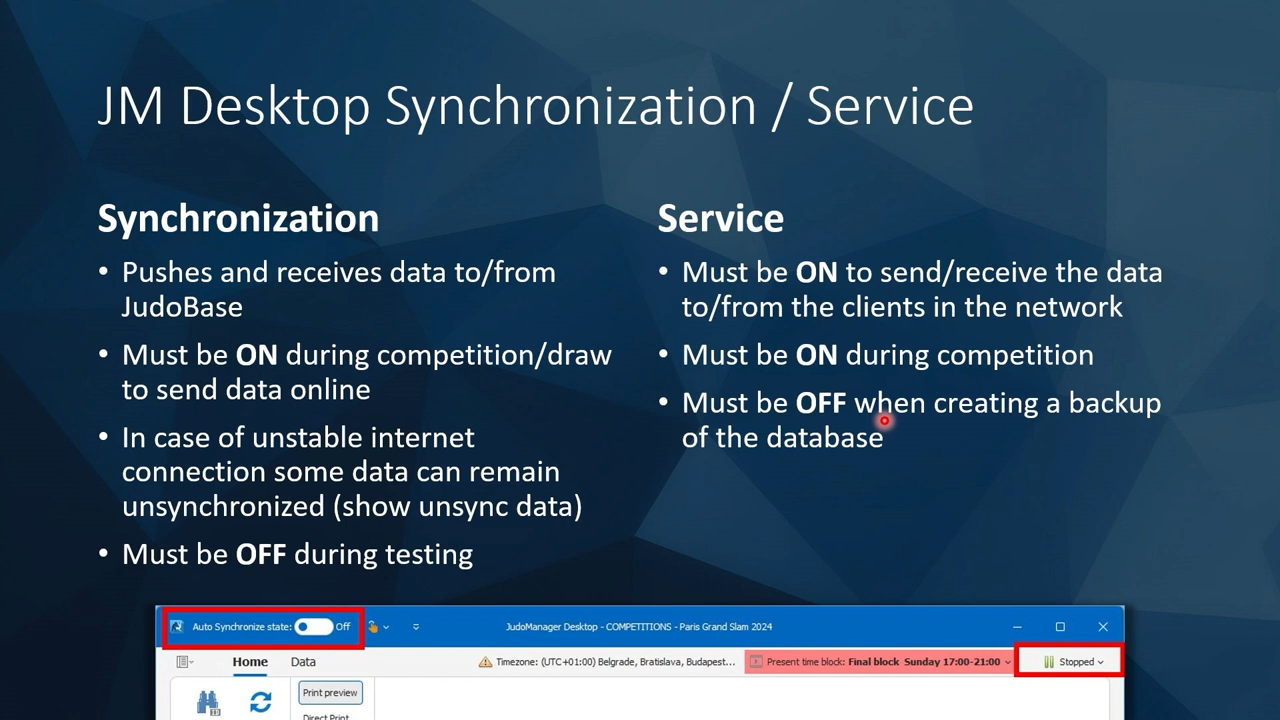 JM Desktop Synchronization / Service
Synchronization
• Pushes and receives data to/from
JudoBase
• Must be ON during competition/draw
to send data online
• In case of unstable internet
connection some data can remain
unsynchronized (show unsync data)
• Must be OFF during testing
Service
• Must be ON to send/receive the data
to/from the clients in the network
• Must be ON during competition
• Must be OFF when creating a backup
of the database
Auto Synchronize state: Off
JudoManager Desktop - COMPETITIONS - Paris Grand Slam 2024
Home Data
Timezone: (UTC+01:00) Belgrade, Bratislava, Budapest...
Present time block: Final block Sunday 17:00-21:00
Stopped
Print preview
Direct Print